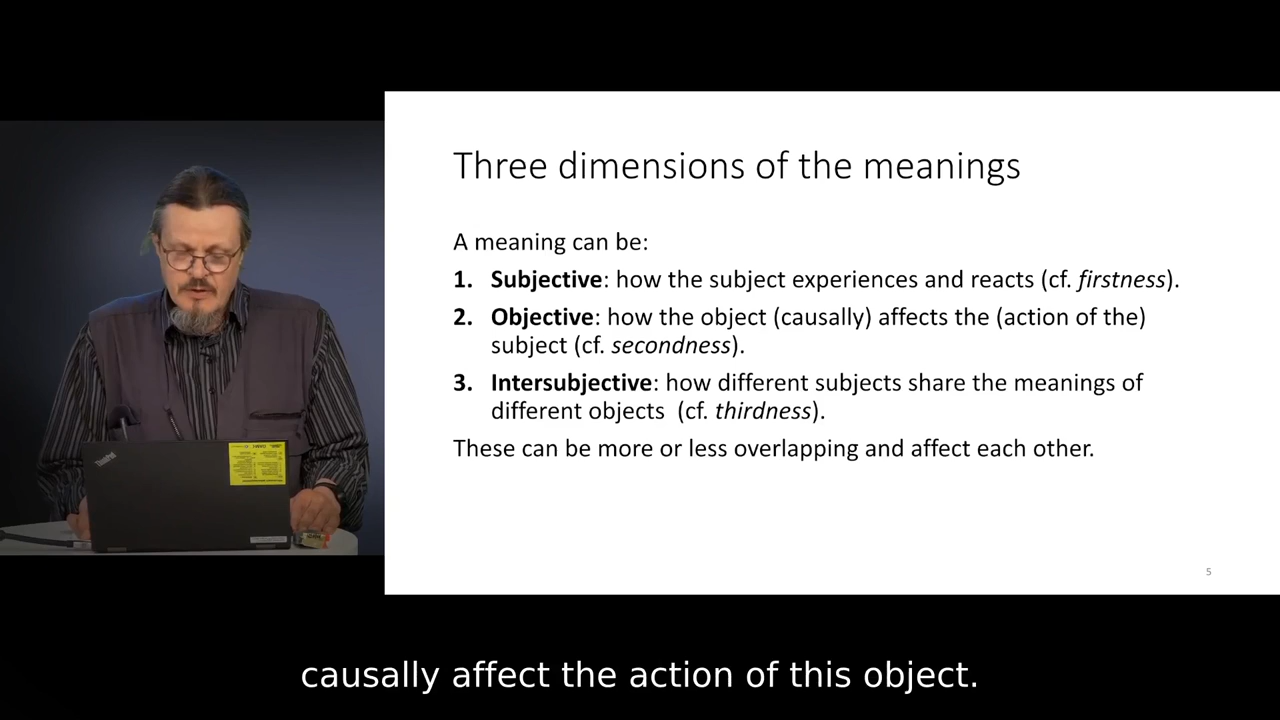 Three dimensions of the meanings
A meaning can be:
1. Subjective: how the subject experiences and reacts (cf. firstness).
2. Objective: how the object (causally) affects the (action of the)
subject (cf. secondness).
3. Intersubjective: how different subjects share the meanings of
different objects (cf. thirdness).
These can be more or less overlapping and affect each other.
ThinkPad
5
causally affect the action of this object.